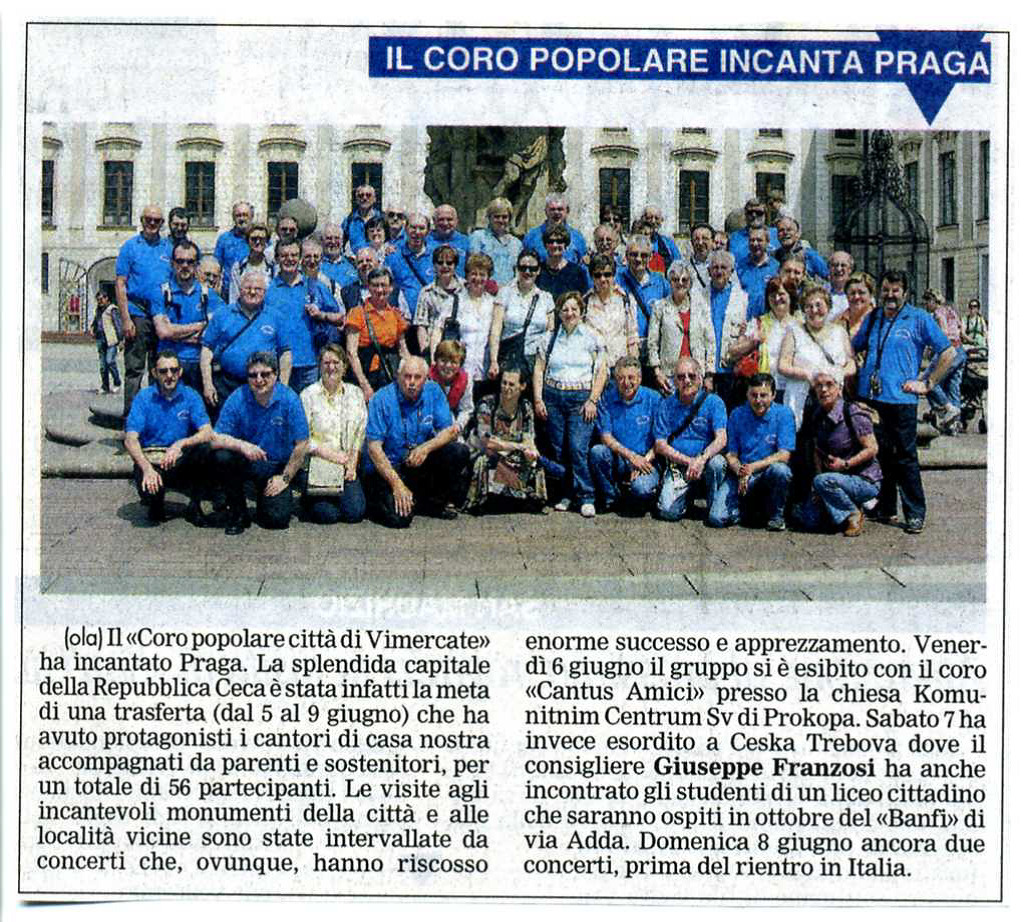 IL CORO POPOLARE INCANTA PRAGA
(ola) Il «Coro popolare città di Vimercate»
ha incantato Praga. La splendida capitale
della Repubblica Ceca è stata infatti la meta
di una trasferta (dal 5 al 9 giugno) che ha
avuto protagonisti i cantori di casa nostra
accompagnati da parenti e sostenitori, per
un totale di 56 partecipanti. Le visite agli
incantevoli monumenti della città e alle
località vicine sono state intervallate da
concerti che, ovunque, hanno riscosso
enorme successo e apprezzamento. Vener-
dì 6 giugno il gruppo si è esibito con il coro
«Cantus Amici» presso la chiesa Komu-
nitnim Centrum Sv di Prokopa. Sabato 7 ha
invece esordito a Ceska Trebova dove il
consigliere Giuseppe Franzosi ha anche
incontrato gli studenti di un liceo cittadino
che saranno ospiti in ottobre del «Banfi» di
via Adda. Domenica 8 giugno ancora due
concerti, prima del rientro in Italia.